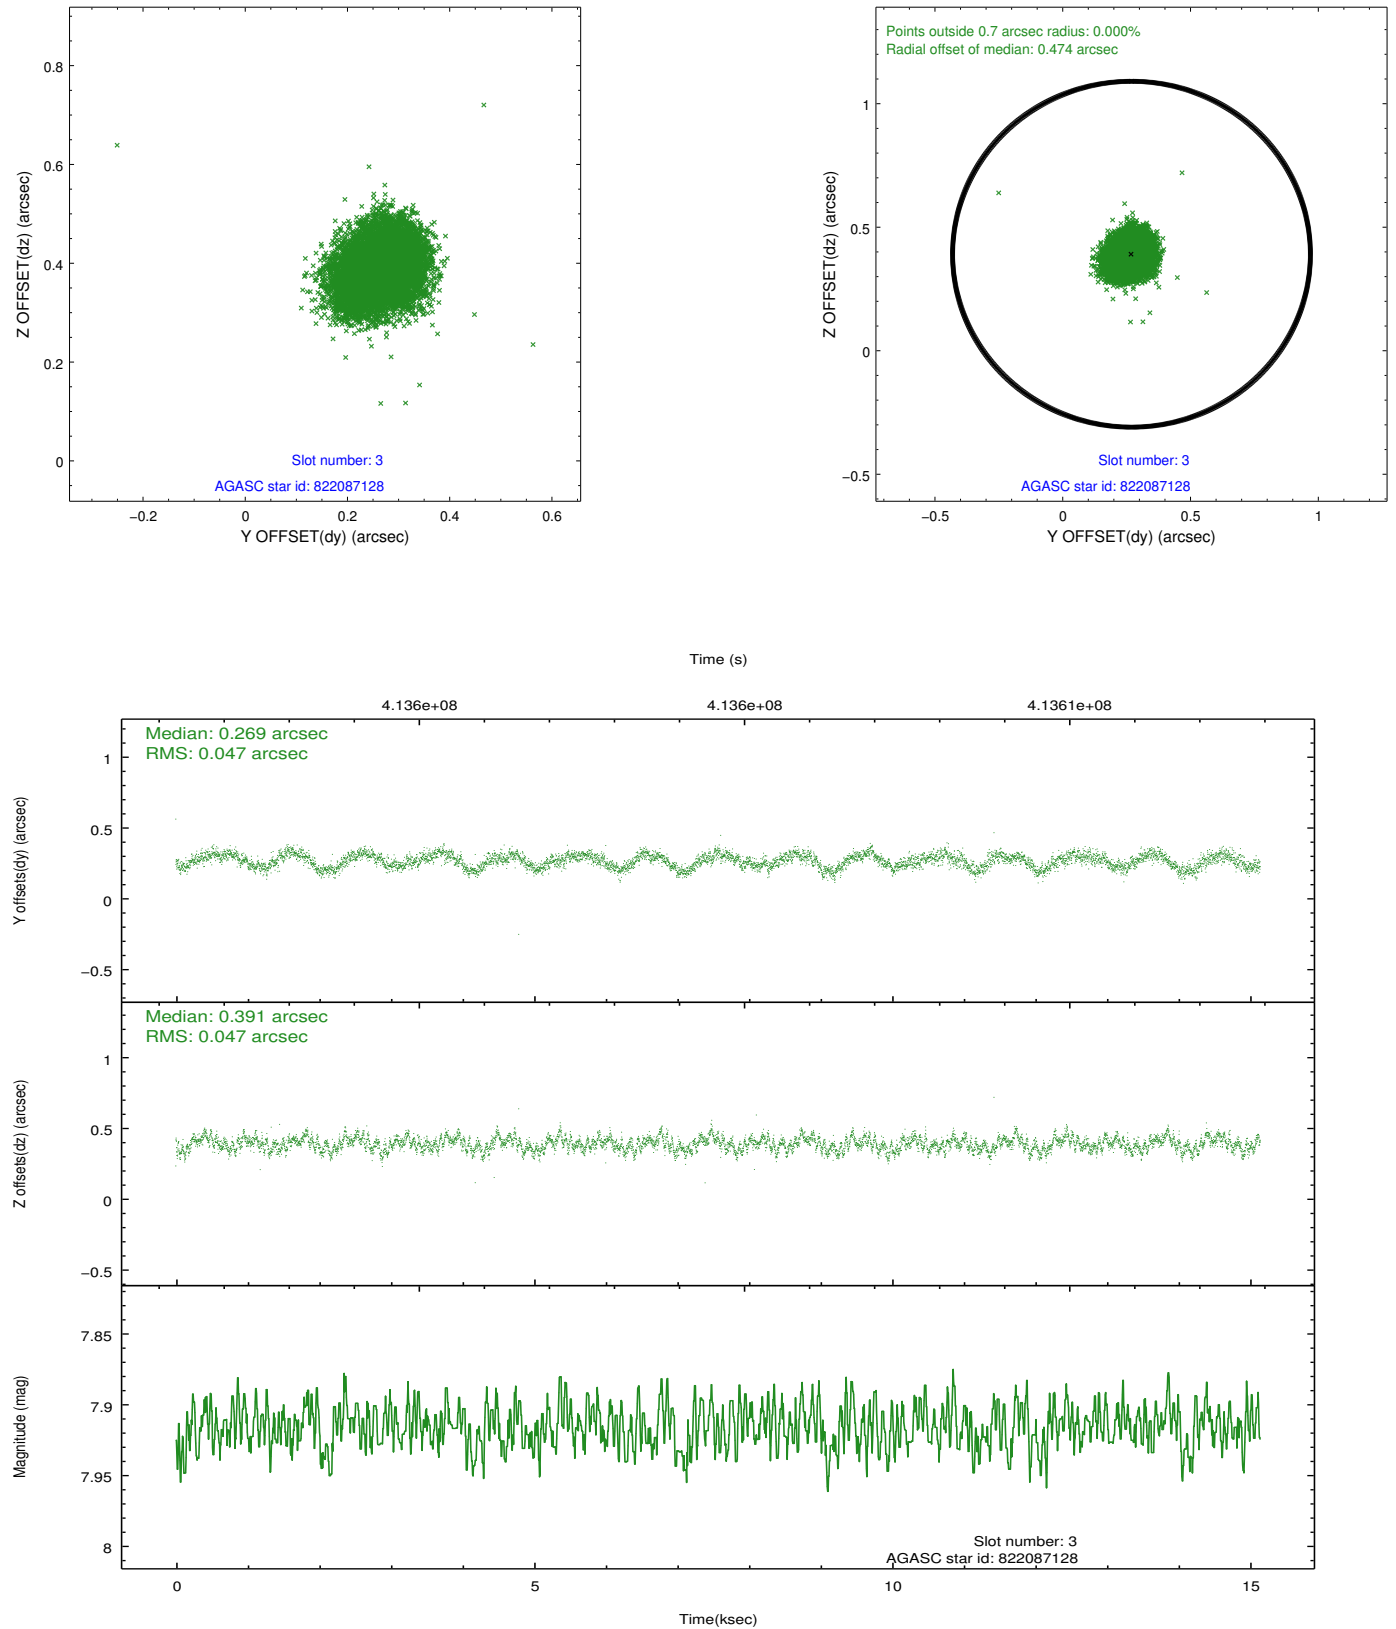 0.8
0.6
0.4
0.2
0
Z OFFSET(dz) (arcsec)
Slot number: 3
AGASC star id: 822087128
−0.2
0
0.2
0.4
0.6
Y OFFSET(dy) (arcsec)
Points outside 0.7 arcsec radius: 0.000%
Radial offset of median: 0.474 arcsec
1
0.5
0
−0.5
Z OFFSET(dz) (arcsec)
Slot number: 3
AGASC star id: 822087128
−0.5
0
0.5
1
Y OFFSET(dy) (arcsec)
Time (s)
4.136e+08
4.136e+08
4.1361e+08
Median: 0.269 arcsec
RMS: 0.047 arcsec
1
0.5
0
−0.5
Y offsets(dy) (arcsec)
Median: 0.391 arcsec
RMS: 0.047 arcsec
1
0.5
0
−0.5
Z offsets(dz) (arcsec)
7.85
7.9
7.95
8
Magnitude (mag)
Slot number: 3
AGASC star id: 822087128
0
5
10
15
Time(ksec)